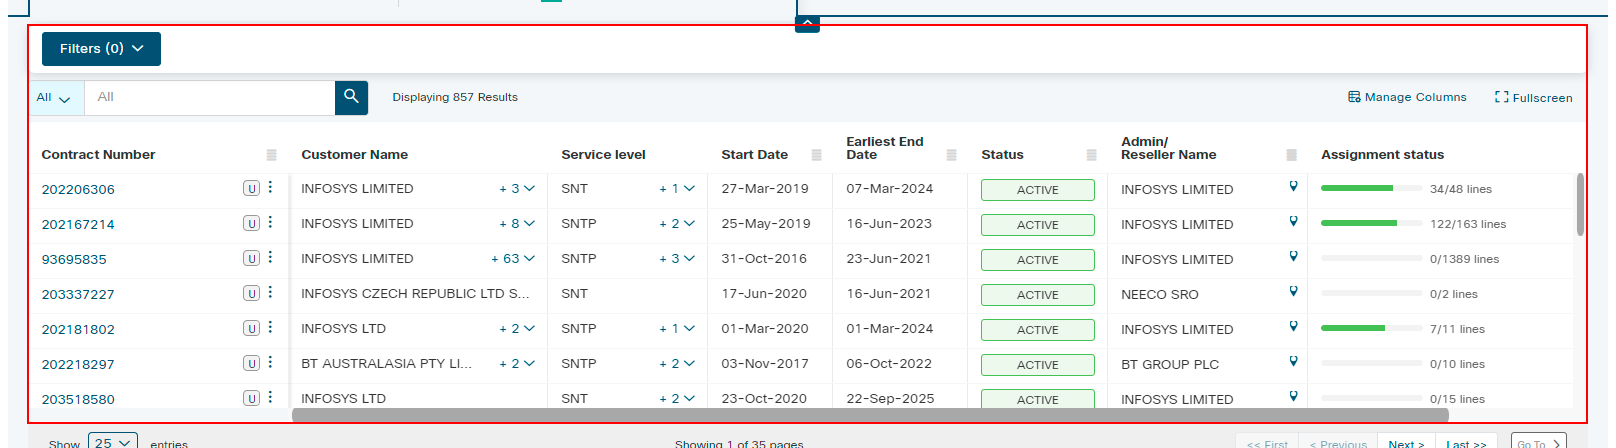 Filters (0)
All All Displaying 857 Results Manage Columns Fullscreen
Contract Number Customer Name Service level Start Date Earliest End Date Status Admin/ Reseller Name Assignment status
202206306 U INFOSYS LIMITED + 3 SNT + 1 27-Mar-2019 07-Mar-2024 ACTIVE INFOSYS LIMITED 34/48 lines
202167214 U INFOSYS LIMITED + 8 SNTP + 2 25-May-2019 16-Jun-2023 ACTIVE INFOSYS LIMITED 122/163 lines
93695835 U INFOSYS LIMITED + 63 SNTP + 3 31-Oct-2016 23-Jun-2021 ACTIVE INFOSYS LIMITED 0/1389 lines
203337227 U INFOSYS CZECH REPUBLIC LTD S... SNT 17-Jun-2020 16-Jun-2021 ACTIVE NEECO SRO 0/2 lines
202181802 U INFOSYS LTD + 2 SNTP + 1 01-Mar-2020 01-Mar-2024 ACTIVE INFOSYS LIMITED 7/11 lines
202218297 U BT AUSTRALASIA PTY LI... + 2 SNTP + 2 03-Nov-2017 06-Oct-2022 ACTIVE BT GROUP PLC 0/10 lines
203518580 U INFOSYS LTD SNT + 2 23-Oct-2020 22-Sep-2025 ACTIVE INFOSYS LIMITED 0/15 lines
Show 25 entries Showing 1 of 35 pages << First < Previous Next > Last >> Go To >